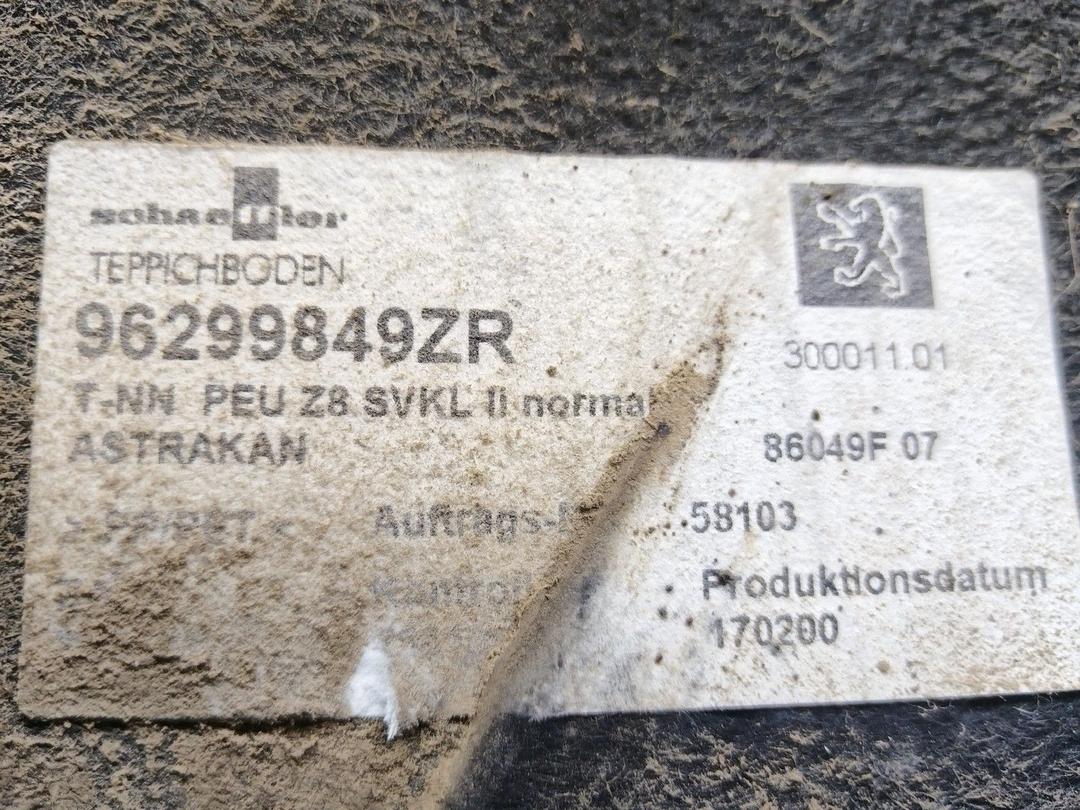 schaeffler
TEPPICHBODEN
96299849ZR
300011.01
T-NN PEU Z8 SVKL II normal
ASTRAKAN
86049F 07
58103
Produktionsdatum
170200